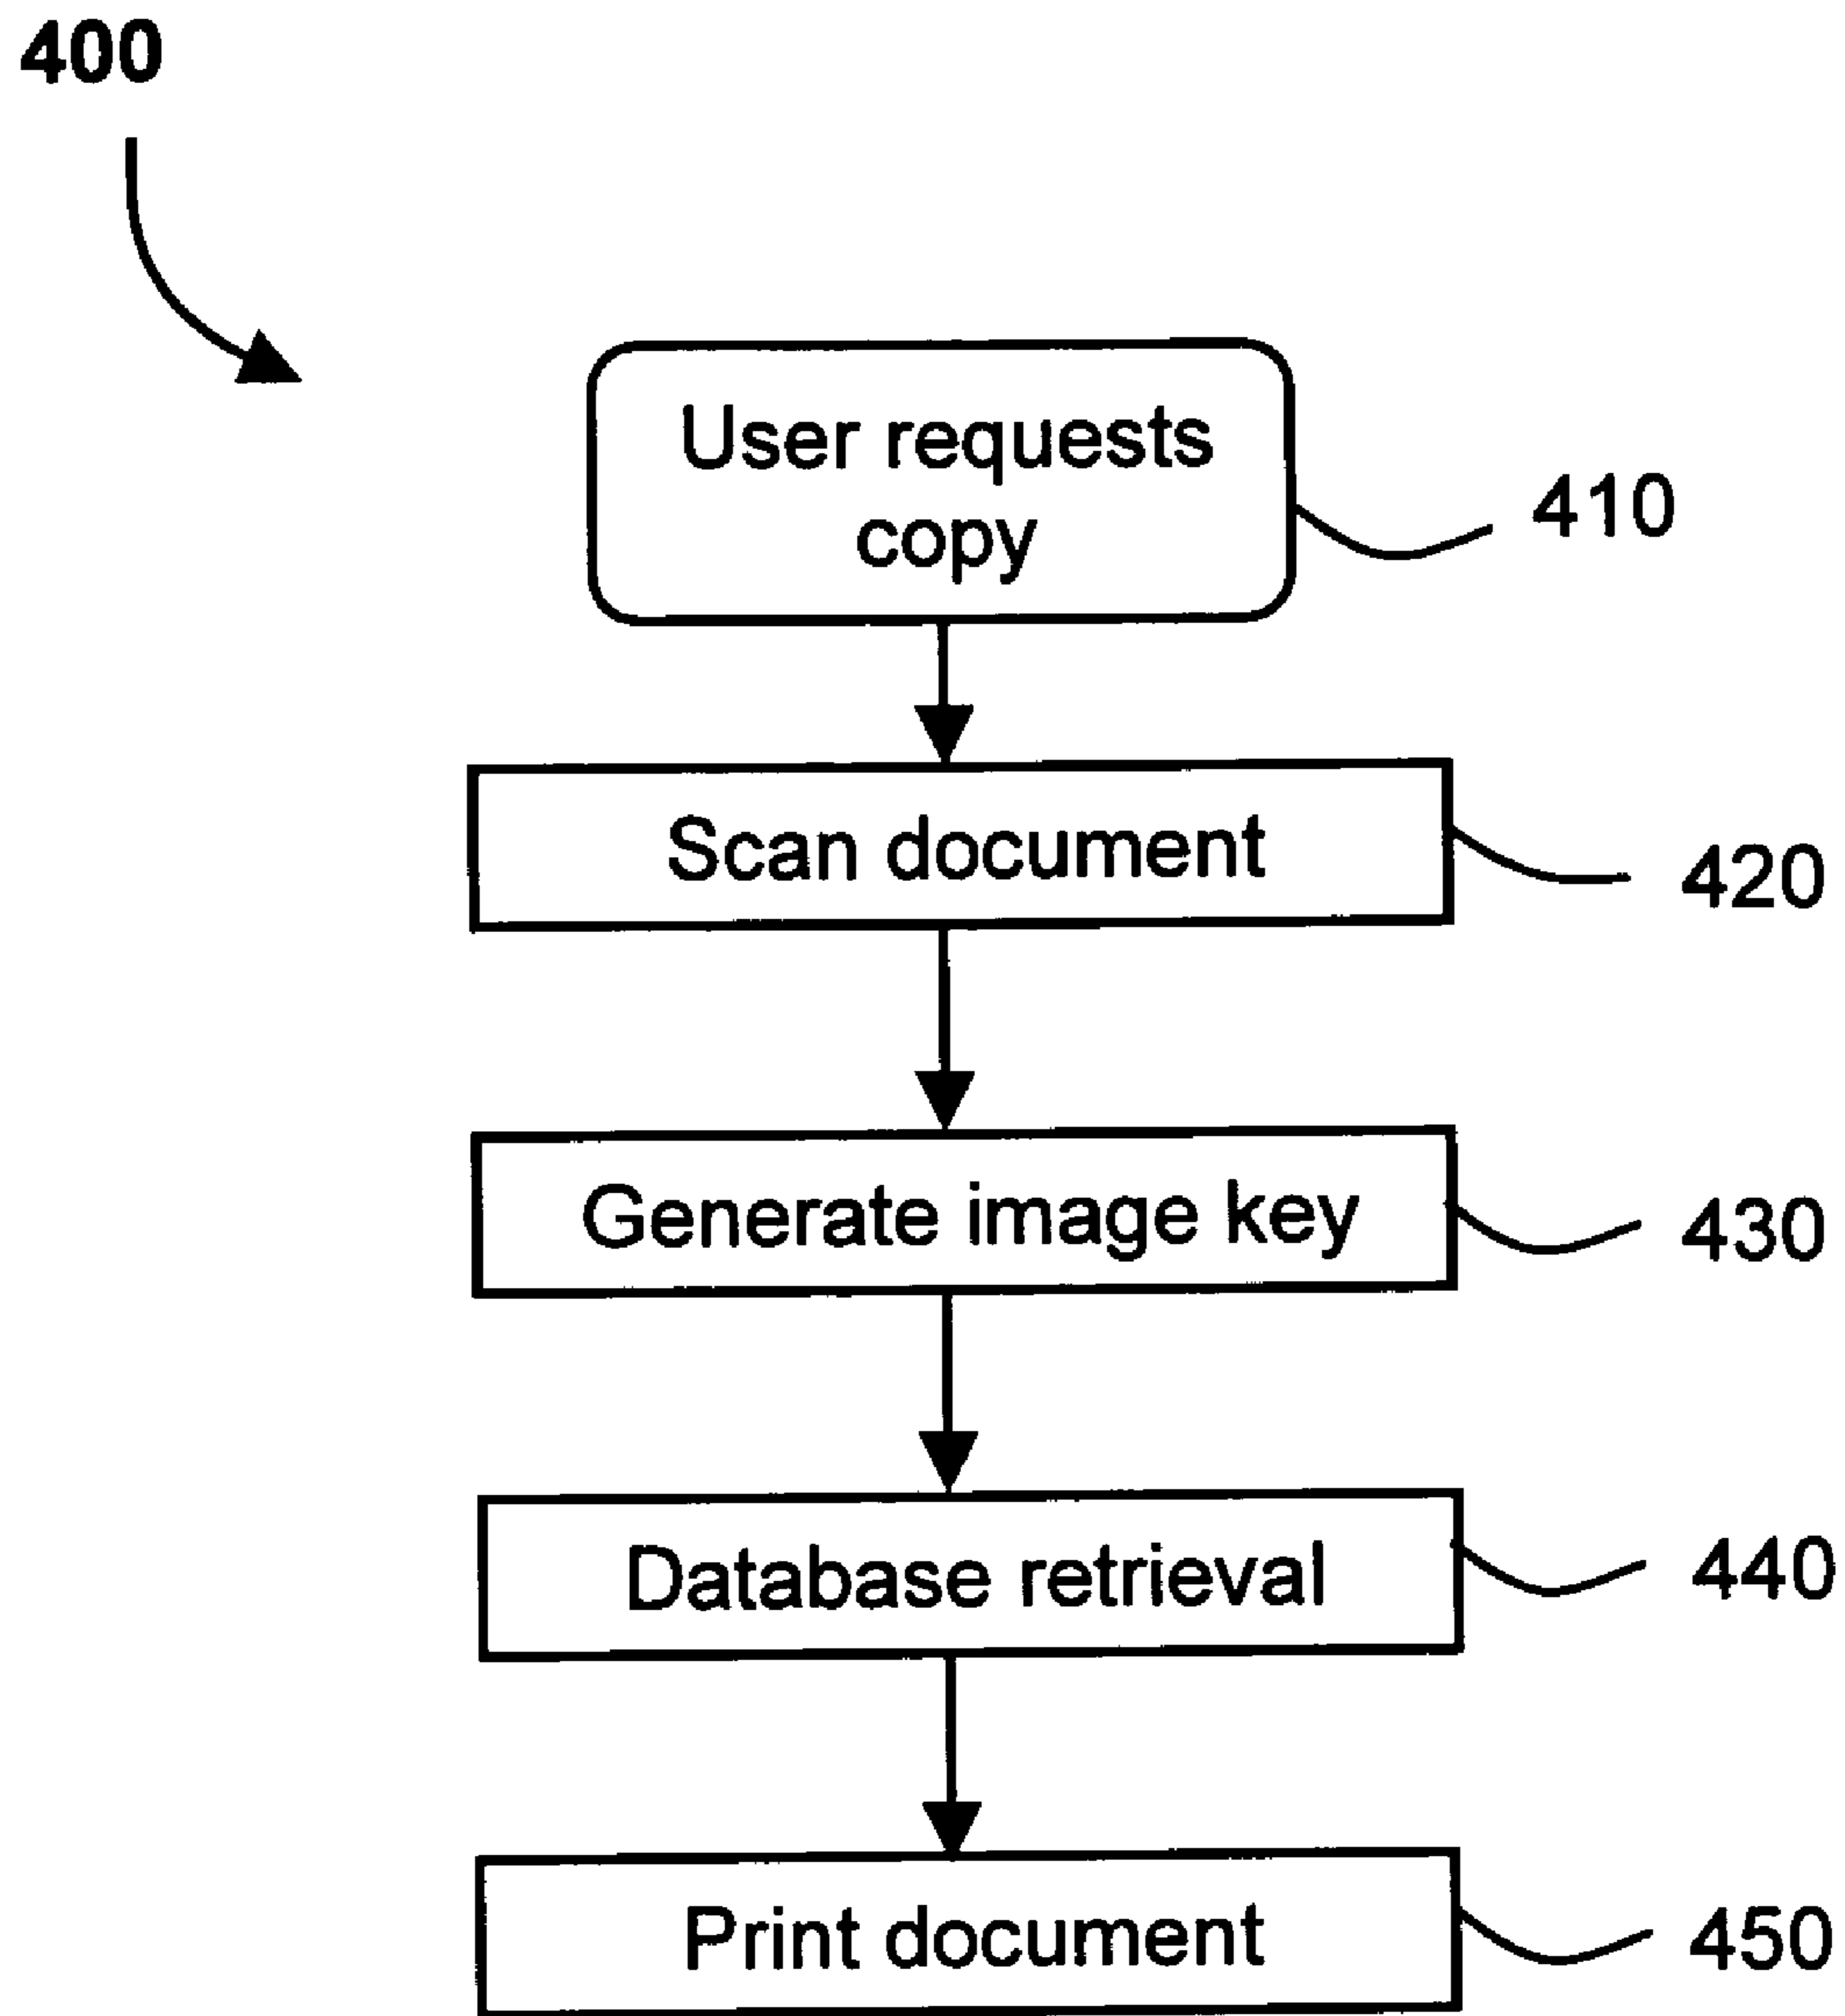 400
User requests
copy
410
Scan document
420
Generate image key
430
Database retrieval
440
Print document
450